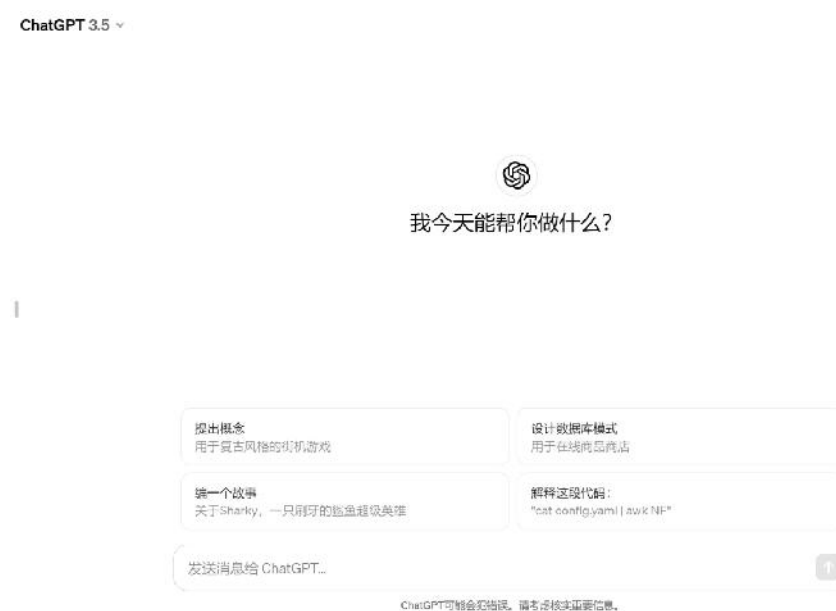 ChatGPT 3.5
我今天能帮你做什么？
提出概念
用于复古风格的街机游戏
设计数据库模式
用于在线商品商店
编一个故事
关于Sharky，一只刷牙的鲨鱼超级英雄
解释这段代码：
"cat config.yaml | awk NF"
发送消息给 ChatGPT...
ChatGPT可能会犯错误。请考虑核实重要信息。